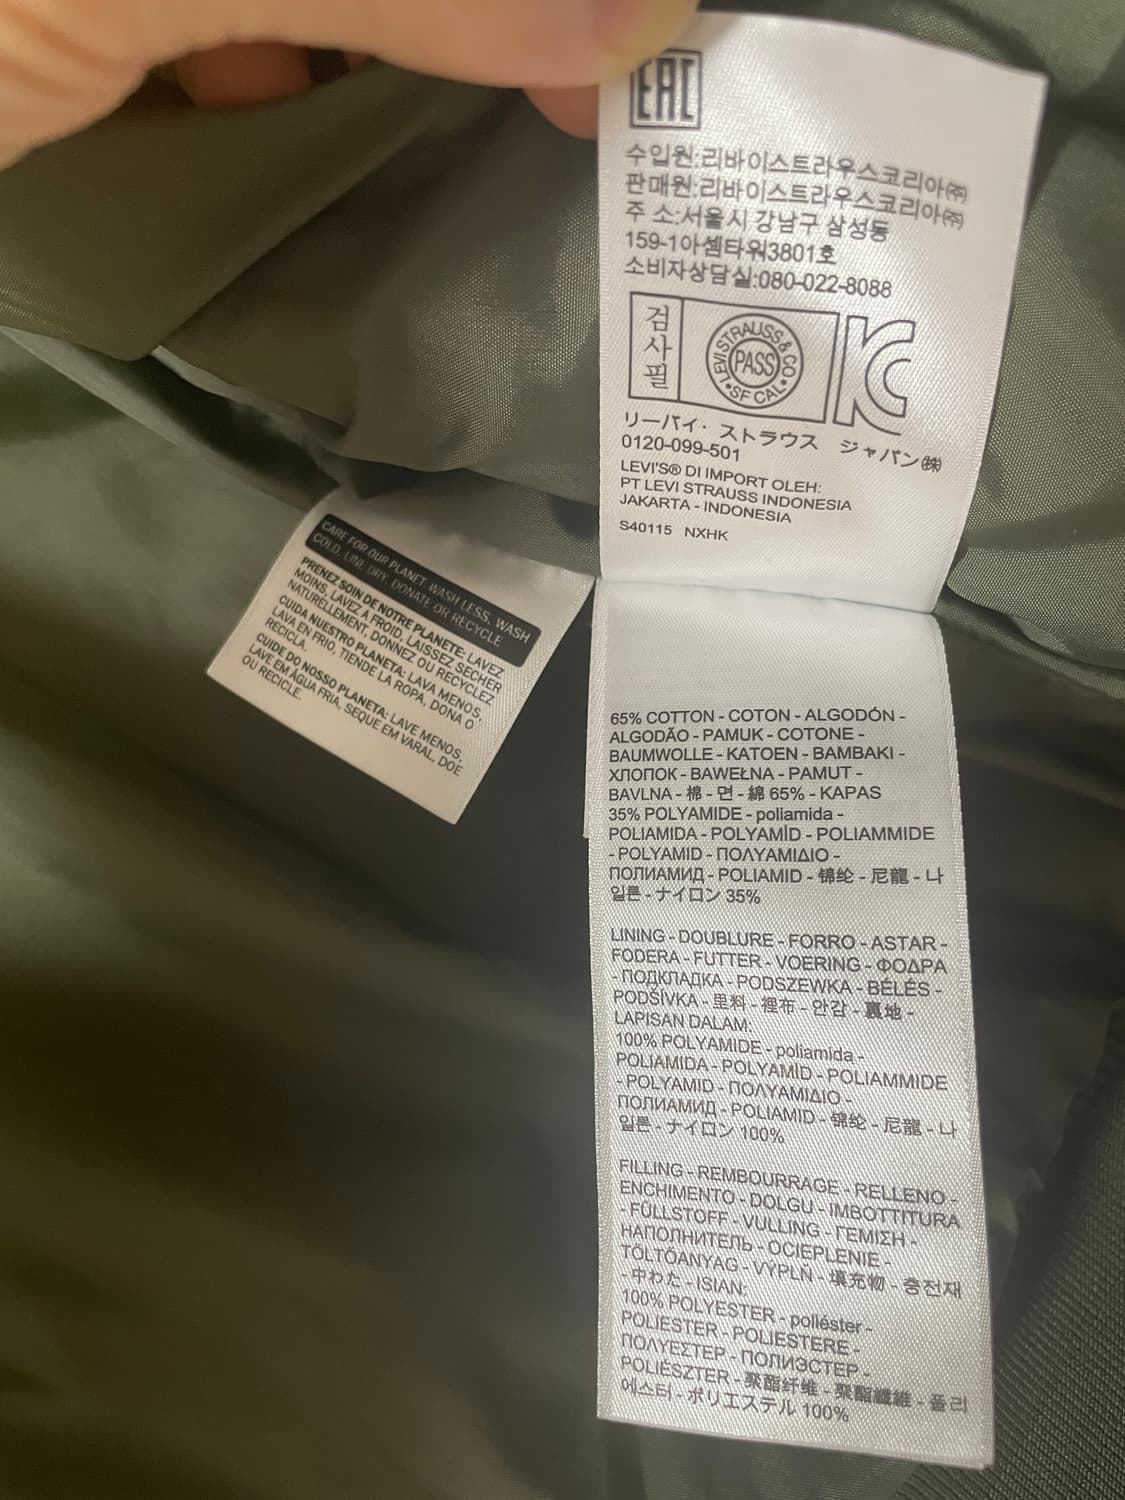 EAC
수입원:리바이스트라우스코리아㈜
판매원:리바이스트라우스코리아㈜
주 소:서울시 강남구 삼성동
159-1아셈타워3801호
소비자상담실:080-022-8088
검사필
LEVI STRAUSS & CO
PASS
•SF CAL•
KC
リーバイ・ストラウス ジャパン㈱
0120-099-501
LEVI'S® DI IMPORT OLEH:
PT LEVI STRAUSS INDONESIA
JAKARTA - INDONESIA
S40115 NXHK
CARE FOR OUR PLANET: WASH LESS, WASH
COLD, LINE DRY, DONATE OR RECYCLE
PRENEZ SOIN DE NOTRE PLANETE: LAVEZ
MOINS, LAVEZ A FROID, LAISSEZ SECHER
NATURELLEMENT, DONNEZ OU RECYCLEZ
CUIDA NUESTRO PLANETA: LAVA MENOS,
LAVA EN FRIO, TIENDE LA ROPA, DONA O
RECICLA.
CUIDE DO NOSSO PLANETA: LAVE MENOS,
LAVE EM ÁGUA FRIA, SEQUE EM VARAL, DOE
OU RECICLE.
65% COTTON - COTON - ALGODÓN -
ALGODÃO - PAMUK - COTONE -
BAUMWOLLE - KATOEN - BAMBAKI -
ХЛОПОК - BAWEŁNA - PAMUT -
BAVLNA - 棉 - 면 - 綿 65% - KAPAS
35% POLYAMIDE - poliamida -
POLIAMIDA - POLYAMİD - POLIAMMIDE
- POLYAMID - ΠΟΛΥΑΜΙΔΙΟ -
ПОЛИАМИД - POLIAMID - 锦纶 - 尼龍 - 나
일론 - ナイロン 35%
LINING - DOUBLURE - FORRO - ASTAR -
FODERA - FUTTER - VOERING - ΦΟΔΡΑ
- ПОДКЛАДКА - PODSZEWKA - BÉLÉS -
PODŠÍVKA - 里料 - 裡布 - 안감 - 裏地 -
LAPISAN DALAM:
100% POLYAMIDE - poliamida -
POLIAMIDA - POLYAMİD - POLIAMMIDE
- POLYAMID - ΠΟΛΥΑΜΙΔΙΟ -
ПОЛИАМИД - POLIAMID - 锦纶 - 尼龍 - 나
일론 - ナイロン 100%
FILLING - REMBOURRAGE - RELLENO -
ENCHIMENTO - DOLGU - IMBOTTITURA
- FÜLLSTOFF - VULLING - ΓΕΜΙΣΗ -
НАПОЛНИТЕЛЬ - OCIEPLENIE -
TÖLTŐANYAG - VÝPLŇ - 填充物 - 충전재
- 中わた - ISIAN:
100% POLYESTER - poliéster -
POLIESTER - POLIESTERE -
ΠΟΛΥΕΣΤΕΡ - ПОЛИЭСТЕР -
POLIÉSZTER - 聚酯纤维 - 聚酯纖維 - 폴리
에스터 - ポリエステル 100%